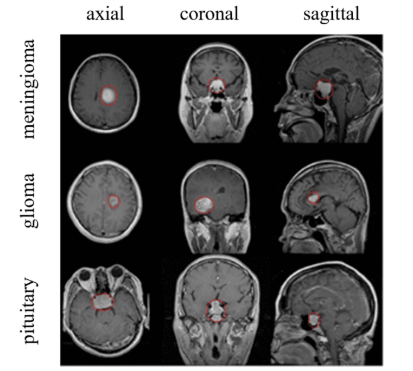 axial coronal sagittal
meningioma
glioma
pituitary